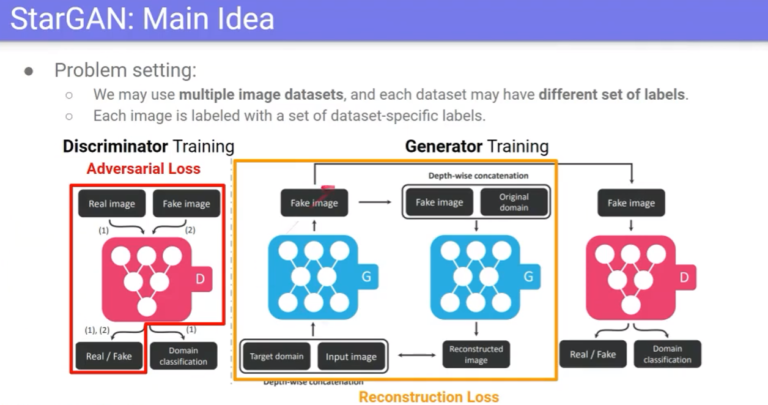 StarGAN: Main Idea
● Problem setting:
○ We may use multiple image datasets, and each dataset may have different set of labels.
○ Each image is labeled with a set of dataset-specific labels.
Discriminator Training
Adversarial Loss
Real image
Fake image
(1)
(2)
D
(1), (2)
(1)
Real / Fake
Domain
classification
Generator Training
Depth-wise concatenation
Fake image
Fake image
Original
domain
Fake image
G
G
D
Target domain
Input image
Reconstructed
image
Real / Fake
Domain
classification
Depth-wise concatenation
Reconstruction Loss